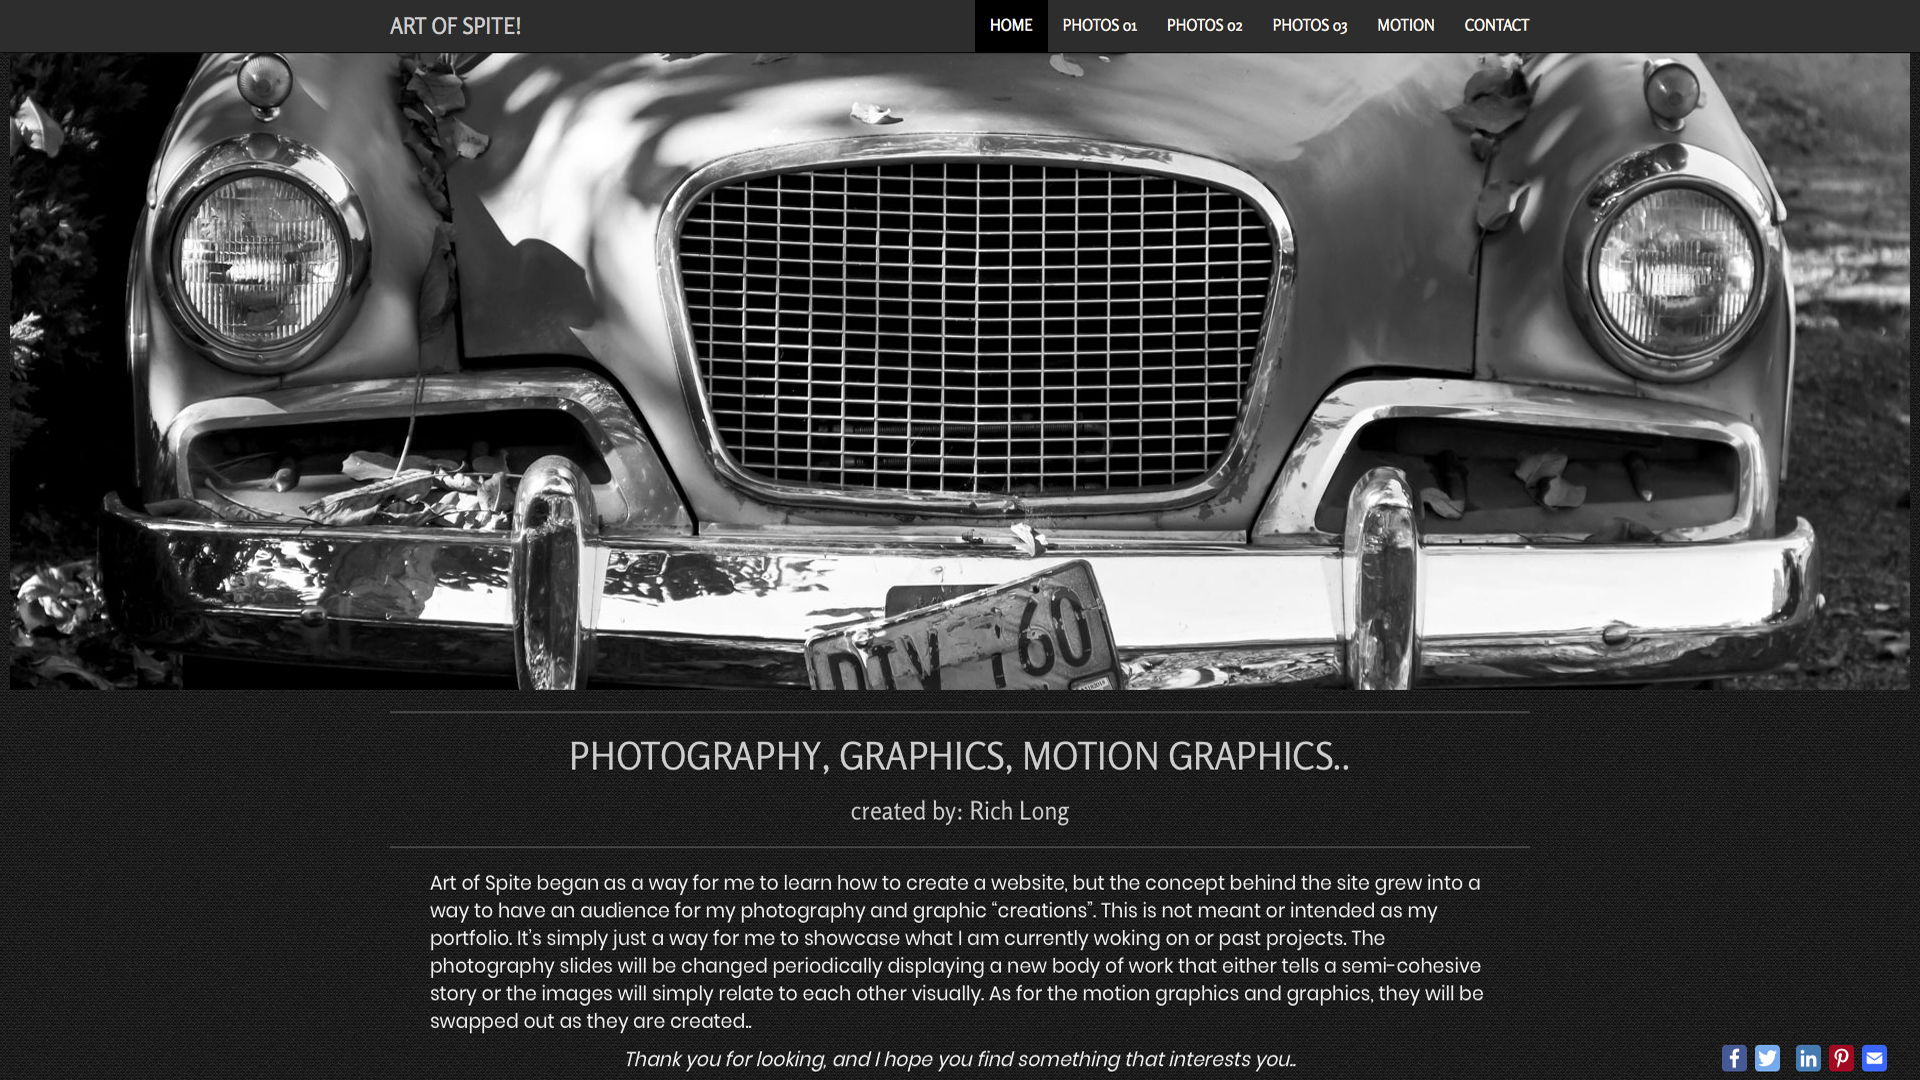 ART OF SPITE!
HOME PHOTOS 01 PHOTOS 02 PHOTOS 03 MOTION CONTACT
60
PHOTOGRAPHY, GRAPHICS, MOTION GRAPHICS..
created by: Rich Long
Art of Spite began as a way for me to learn how to create a website, but the concept behind the site grew into a
way to have an audience for my photography and graphic “creations”. This is not meant or intended as my
portfolio. It’s simply just a way for me to showcase what I am currently woking on or past projects. The
photography slides will be changed periodically displaying a new body of work that either tells a semi-cohesive
story or the images will simply relate to each other visually. As for the motion graphics and graphics, they will be
swapped out as they are created..
Thank you for looking, and I hope you find something that interests you..